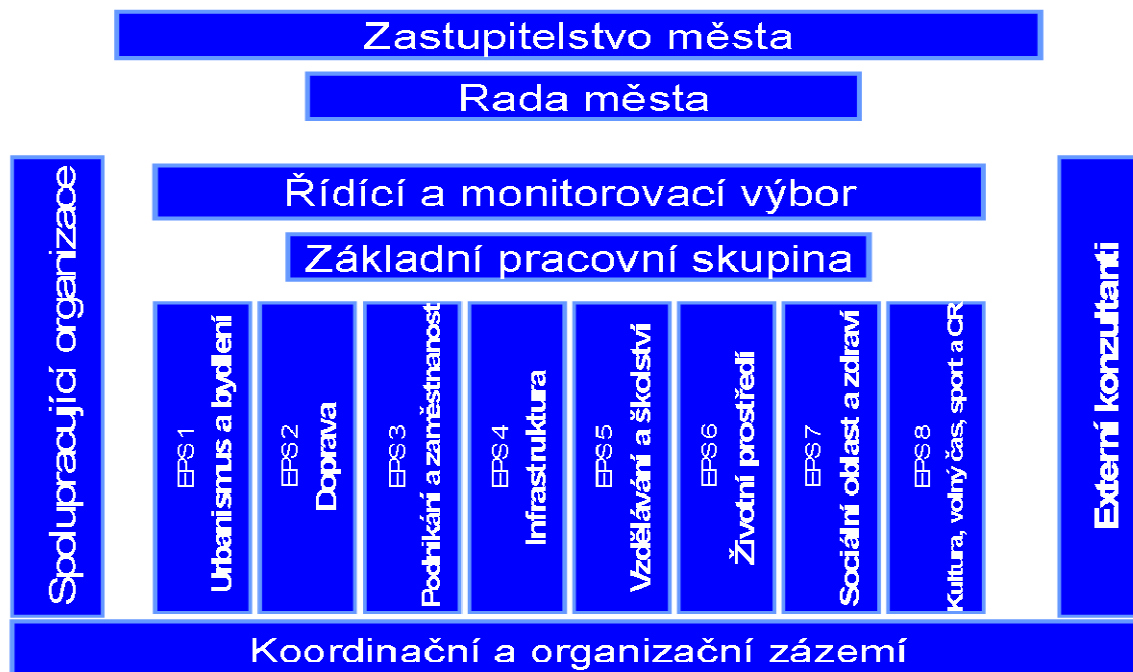 Zastupitelstvo města
Rada města
Spolupracující organizace
Řídící a monitorovací výbor
Základní pracovní skupina
EPS 1
Urbanismus a bydlení
EPS 2
Doprava
EPS 3
Podnikání a zaměstnanost
EPS 4
Infrastruktura
EPS 5
Vzdělávání a školství
EPS 6
Životní prostředí
EPS 7
Sociální oblast a zdraví
EPS 8
Kultura, volný čas, sport a CR
Externí konzultanti
Koordinační a organizační zázemí